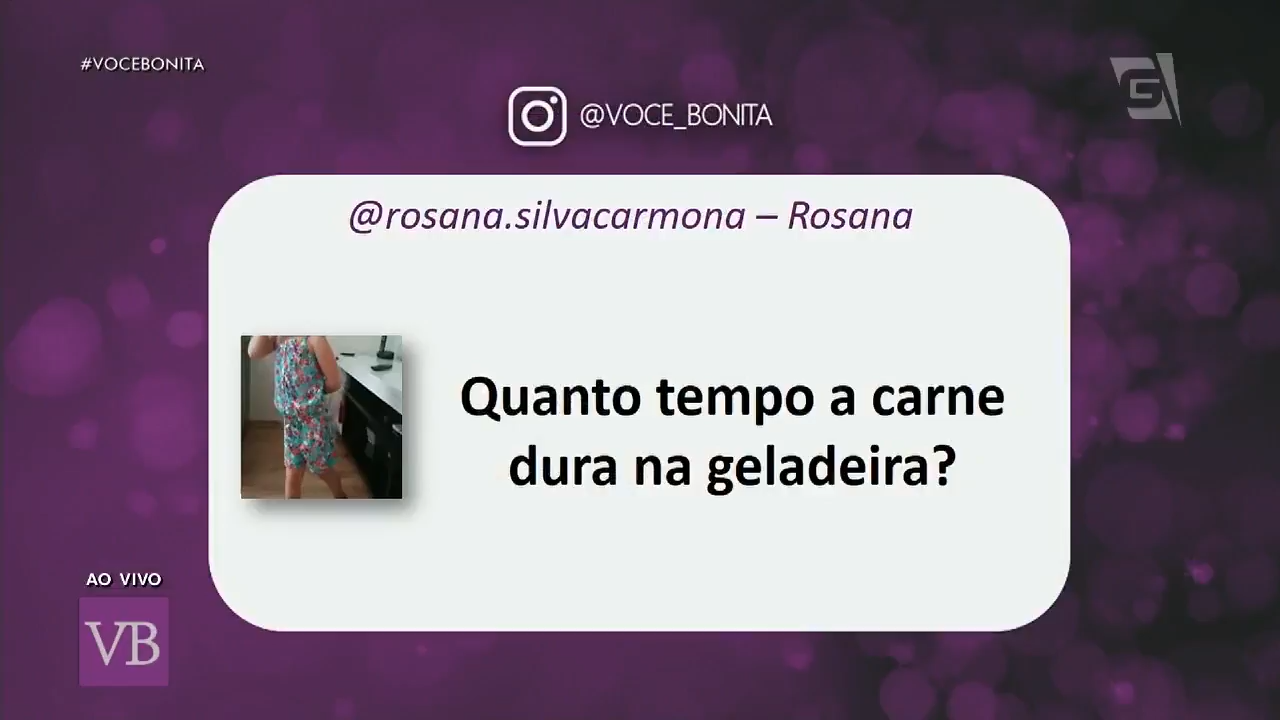 #VOCEBONITA
@VOCE_BONITA
@rosana.silvacarmona – Rosana
Quanto tempo a carne
dura na geladeira?
AO VIVO
VB